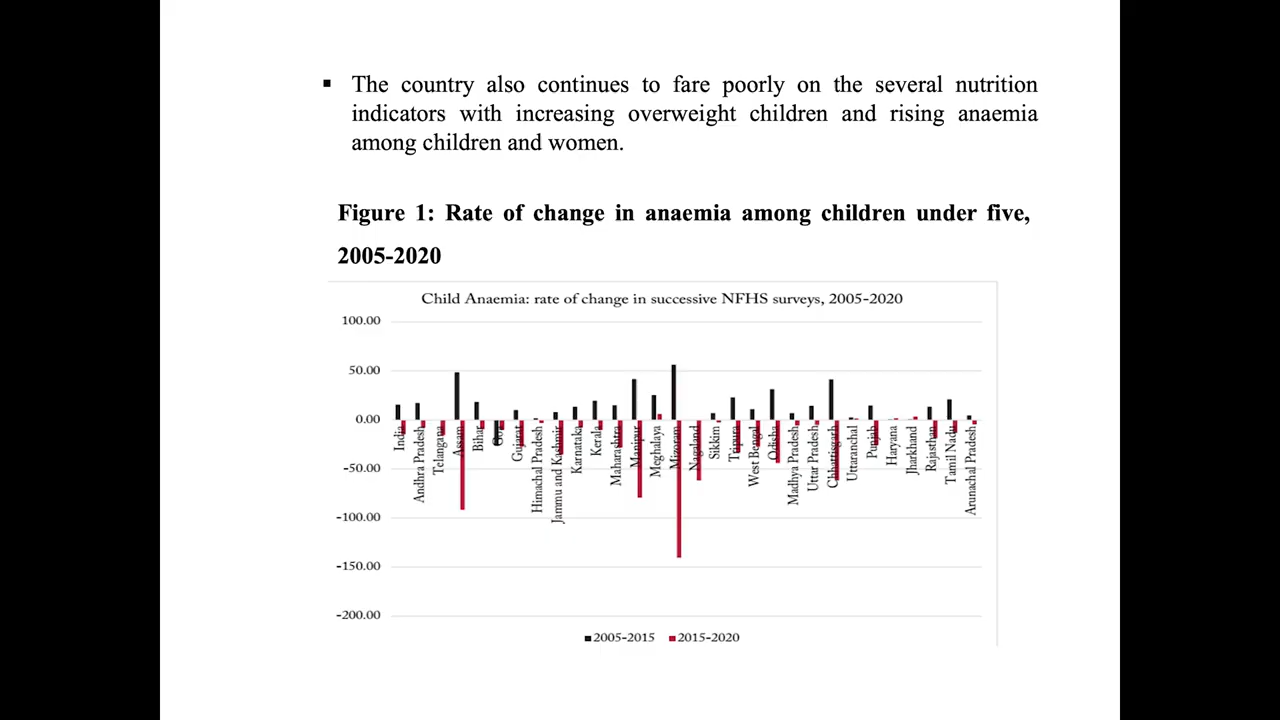 ▪ The country also continues to fare poorly on the several nutrition
indicators with increasing overweight children and rising anaemia
among children and women.
Figure 1: Rate of change in anaemia among children under five,
2005-2020
Child Anaemia: rate of change in successive NFHS surveys, 2005-2020
100.00
50.00
0.00
-50.00
-100.00
-150.00
-200.00
India
Andhra Pradesh
Telangana
Assam
Bihar
Goa
Gujarat
Himachal Pradesh
Jammu and Kashmir
Karnataka
Kerala
Maharashtra
Manipur
Meghalaya
Mizoram
Nagaland
Sikkim
Tripura
West Bengal
Odisha
Madhya Pradesh
Uttar Pradesh
Chhattisgarh
Uttaranchal
Punjab
Haryana
Jharkhand
Rajasthan
Tamil Nadu
Arunachal Pradesh
2005-2015 2015-2020